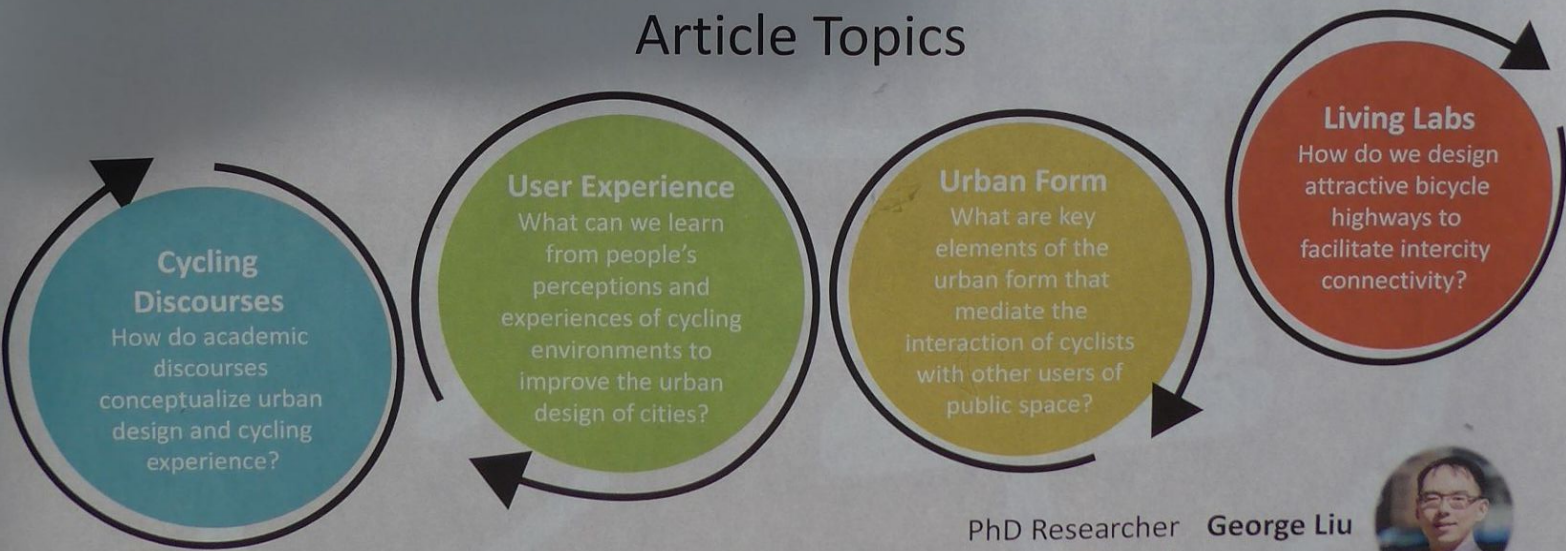 Article Topics
Cycling
Discourses
How do academic
discourses
conceptualize urban
design and cycling
experience?
User Experience
What can we learn
from people's
perceptions and
experiences of cycling
environments to
improve the urban
design of cities?
Urban Form
What are key
elements of the
urban form that
mediate the
interaction of cyclists
with other users of
public space?
Living Labs
How do we design
attractive bicycle
highways to
facilitate intercity
connectivity?
PhD Researcher George Liu